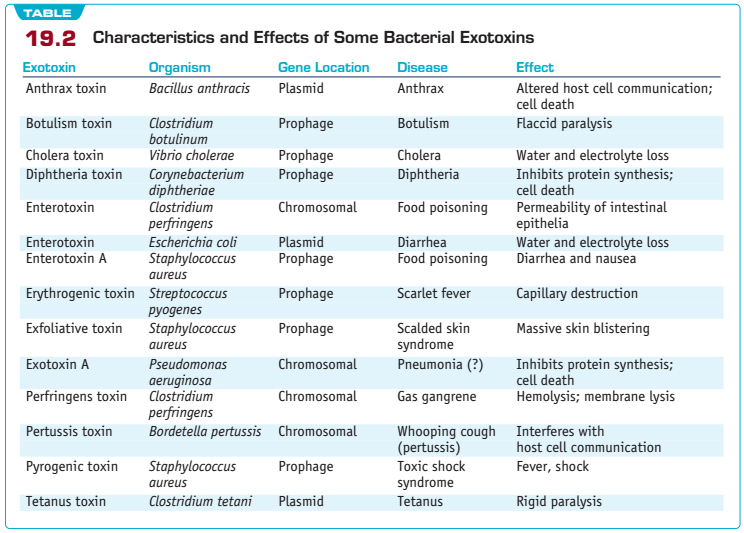 TABLE
19.2 Characteristics and Effects of Some Bacterial Exotoxins
Exotoxin Organism Gene Location Disease Effect
Anthrax toxin Bacillus anthracis Plasmid Anthrax Altered host cell communication;
cell death
Botulism toxin Clostridium Prophage Botulism Flaccid paralysis
botulinum
Cholera toxin Vibrio cholerae Prophage Cholera Water and electrolyte loss
Diphtheria toxin Corynebacterium Prophage Diphtheria Inhibits protein synthesis;
diphtheriae cell death
Enterotoxin Clostridium Chromosomal Food poisoning Permeability of intestinal
perfringens epithelia
Enterotoxin Escherichia coli Plasmid Diarrhea Water and electrolyte loss
Enterotoxin A Staphylococcus Prophage Food poisoning Diarrhea and nausea
aureus
Erythrogenic toxin Streptococcus Prophage Scarlet fever Capillary destruction
pyogenes
Exfoliative toxin Staphylococcus Prophage Scalded skin Massive skin blistering
aureus syndrome
Exotoxin A Pseudomonas Chromosomal Pneumonia (?) Inhibits protein synthesis;
aeruginosa cell death
Perfringens toxin Clostridium Chromosomal Gas gangrene Hemolysis; membrane lysis
perfringens
Pertussis toxin Bordetella pertussis Chromosomal Whooping cough Interferes with
(pertussis) host cell communication
Pyrogenic toxin Staphylococcus Prophage Toxic shock Fever, shock
aureus syndrome
Tetanus toxin Clostridium tetani Plasmid Tetanus Rigid paralysis